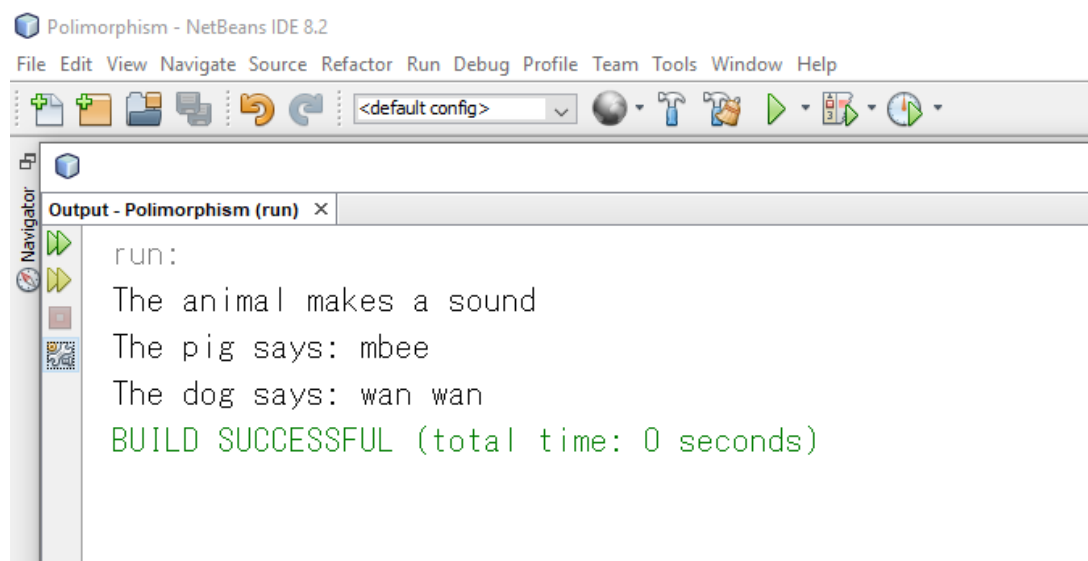 Polimorphism - NetBeans IDE 8.2
File Edit View Navigate Source Refactor Run Debug Profile Team Tools Window Help
<default config>
Navigator
Output - Polimorphism (run) ×
run:
The animal makes a sound
The pig says: mbee
The dog says: wan wan
BUILD SUCCESSFUL (total time: 0 seconds)